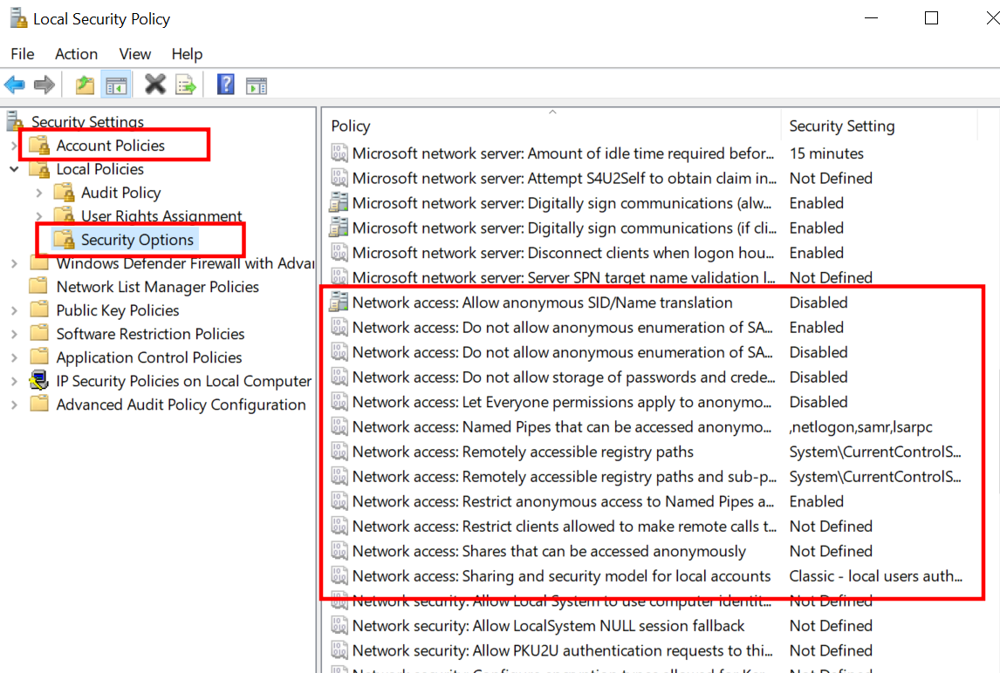 Local Security Policy
File Action View Help
Security Settings
Account Policies
Local Policies
Audit Policy
User Rights Assignment
Security Options
Windows Defender Firewall with Advan
Network List Manager Policies
Public Key Policies
Software Restriction Policies
Application Control Policies
IP Security Policies on Local Computer
Advanced Audit Policy Configuration
Policy Security Setting
Microsoft network server: Amount of idle time required befor... 15 minutes
Microsoft network server: Attempt S4U2Self to obtain claim in... Not Defined
Microsoft network server: Digitally sign communications (alw... Enabled
Microsoft network server: Digitally sign communications (if cli... Enabled
Microsoft network server: Disconnect clients when logon hou... Enabled
Microsoft network server: Server SPN target name validation l... Not Defined
Network access: Allow anonymous SID/Name translation Disabled
Network access: Do not allow anonymous enumeration of SA... Enabled
Network access: Do not allow anonymous enumeration of SA... Disabled
Network access: Do not allow storage of passwords and crede... Disabled
Network access: Let Everyone permissions apply to anonymo... Disabled
Network access: Named Pipes that can be accessed anonymo... ,netlogon,samr,lsarpc
Network access: Remotely accessible registry paths System\CurrentControlS...
Network access: Remotely accessible registry paths and sub-p... System\CurrentControlS...
Network access: Restrict anonymous access to Named Pipes a... Enabled
Network access: Restrict clients allowed to make remote calls t... Not Defined
Network access: Shares that can be accessed anonymously Not Defined
Network access: Sharing and security model for local accounts Classic - local users auth...
Network security: Allow Local System to use computer identit... Not Defined
Network security: Allow LocalSystem NULL session fallback Not Defined
Network security: Allow PKU2U authentication requests to thi... Not Defined
Network security: Configure encryption types allowed for Ker... Not Defined